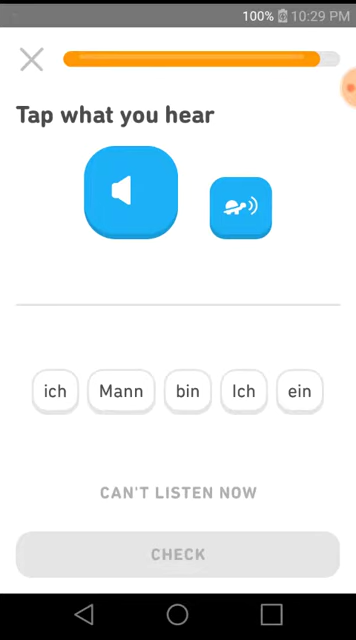 100% 10:29 PM
Tap what you hear
ich Mann bin Ich ein
CAN'T LISTEN NOW
CHECK